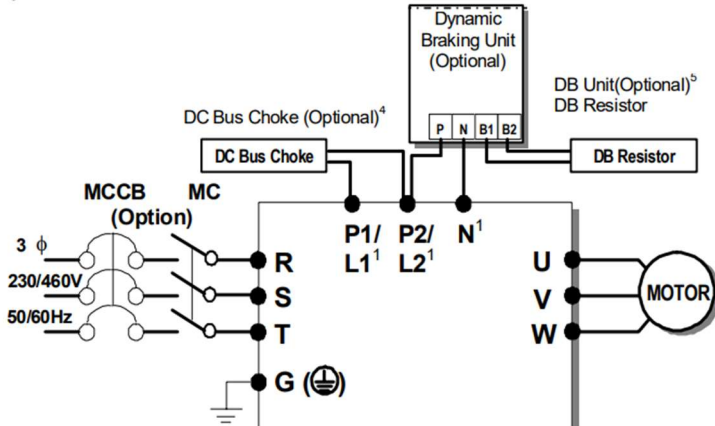 Dynamic
Braking Unit
(Optional)
DB Unit(Optional)5
DB Resistor
DC Bus Choke (Optional)4
P N B1 B2
DC Bus Choke
DB Resistor
MCCB MC
(Option)
3 ϕ
230/460V
50/60Hz
P1/ P2/ N1
L11 L21
R
S
T
G
U
V
W
MOTOR